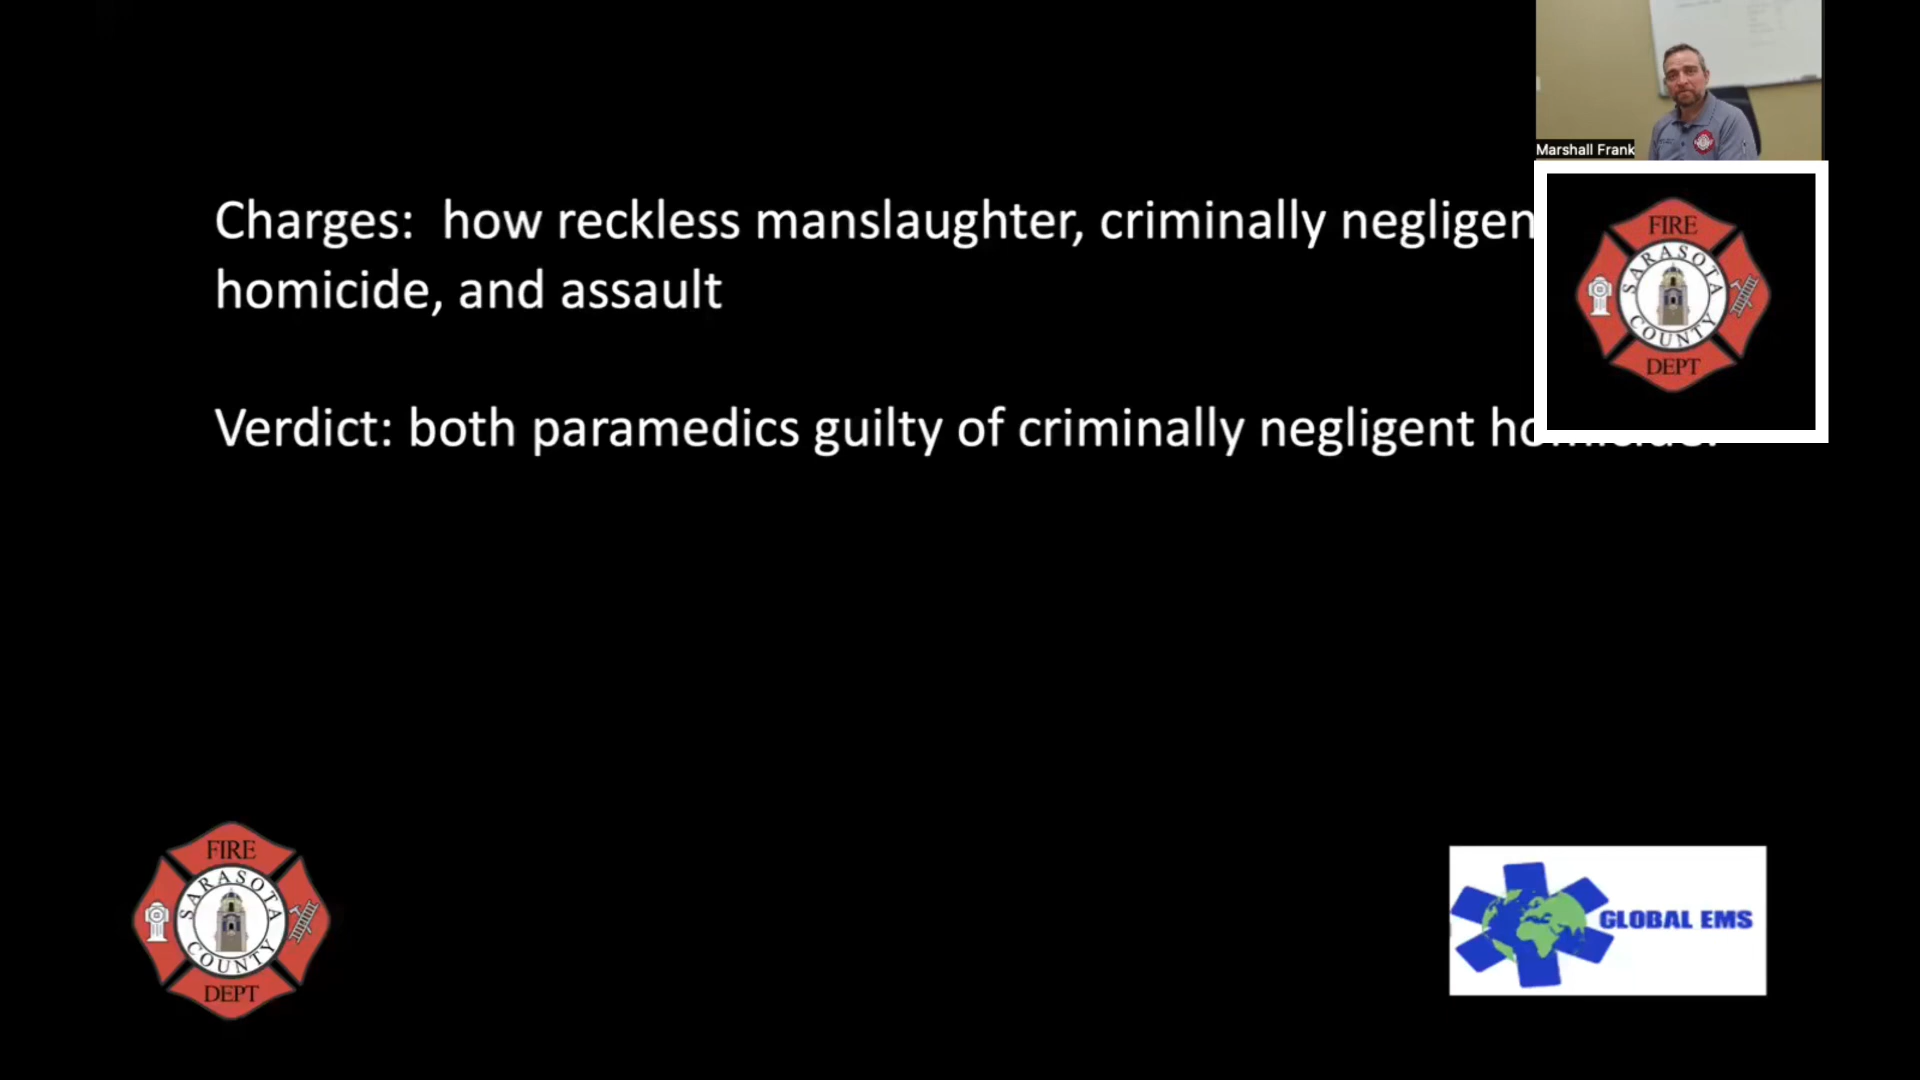 Marshall Frank
Charges:  how reckless manslaughter, criminally negligen
homicide, and assault
Verdict: both paramedics guilty of criminally negligent
FIRE
SARASOTA
COUNTY
DEPT
FIRE
SARASOTA
COUNTY
DEPT
GLOBAL EMS